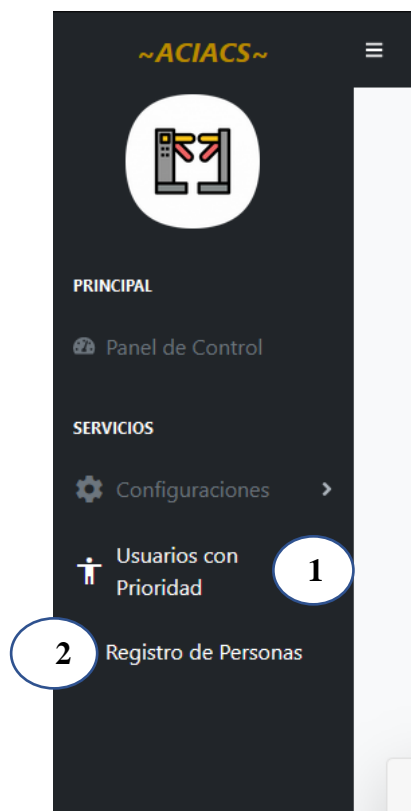 ~ACIACS~
PRINCIPAL
Panel de Control
SERVICIOS
Configuraciones
Usuarios con
Prioridad
1
2
Registro de Personas